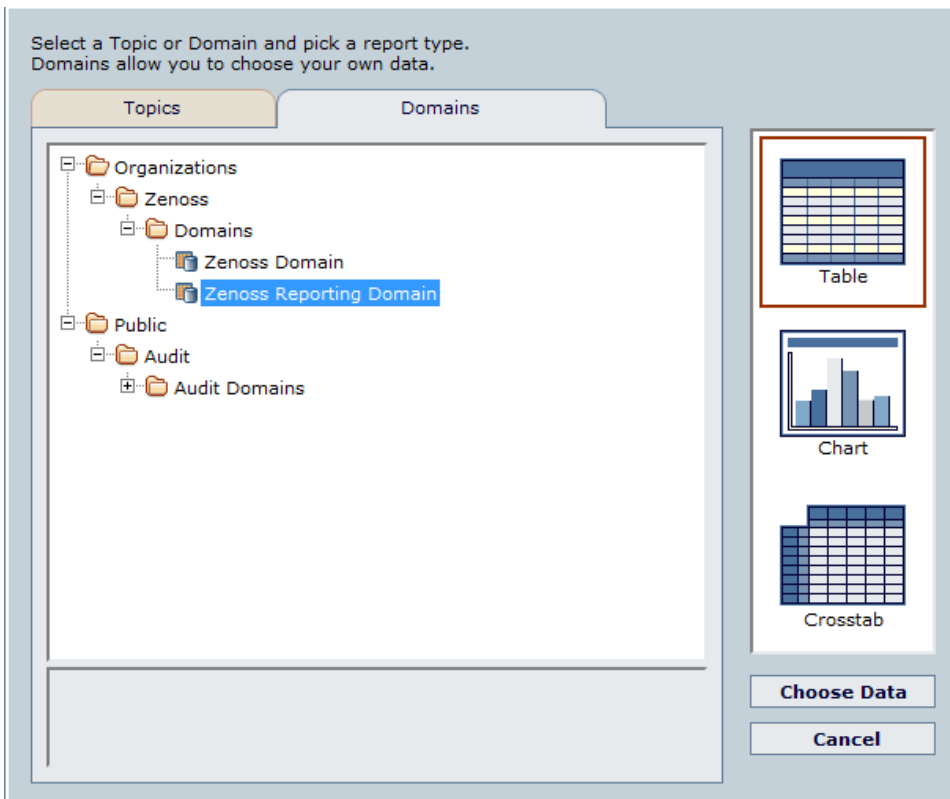 Select a Topic or Domain and pick a report type.
Domains allow you to choose your own data.
Topics
Domains
Organizations
Zenoss
Domains
Zenoss Domain
Zenoss Reporting Domain
Public
Audit
Audit Domains
Table
Chart
Crosstab
Choose Data
Cancel